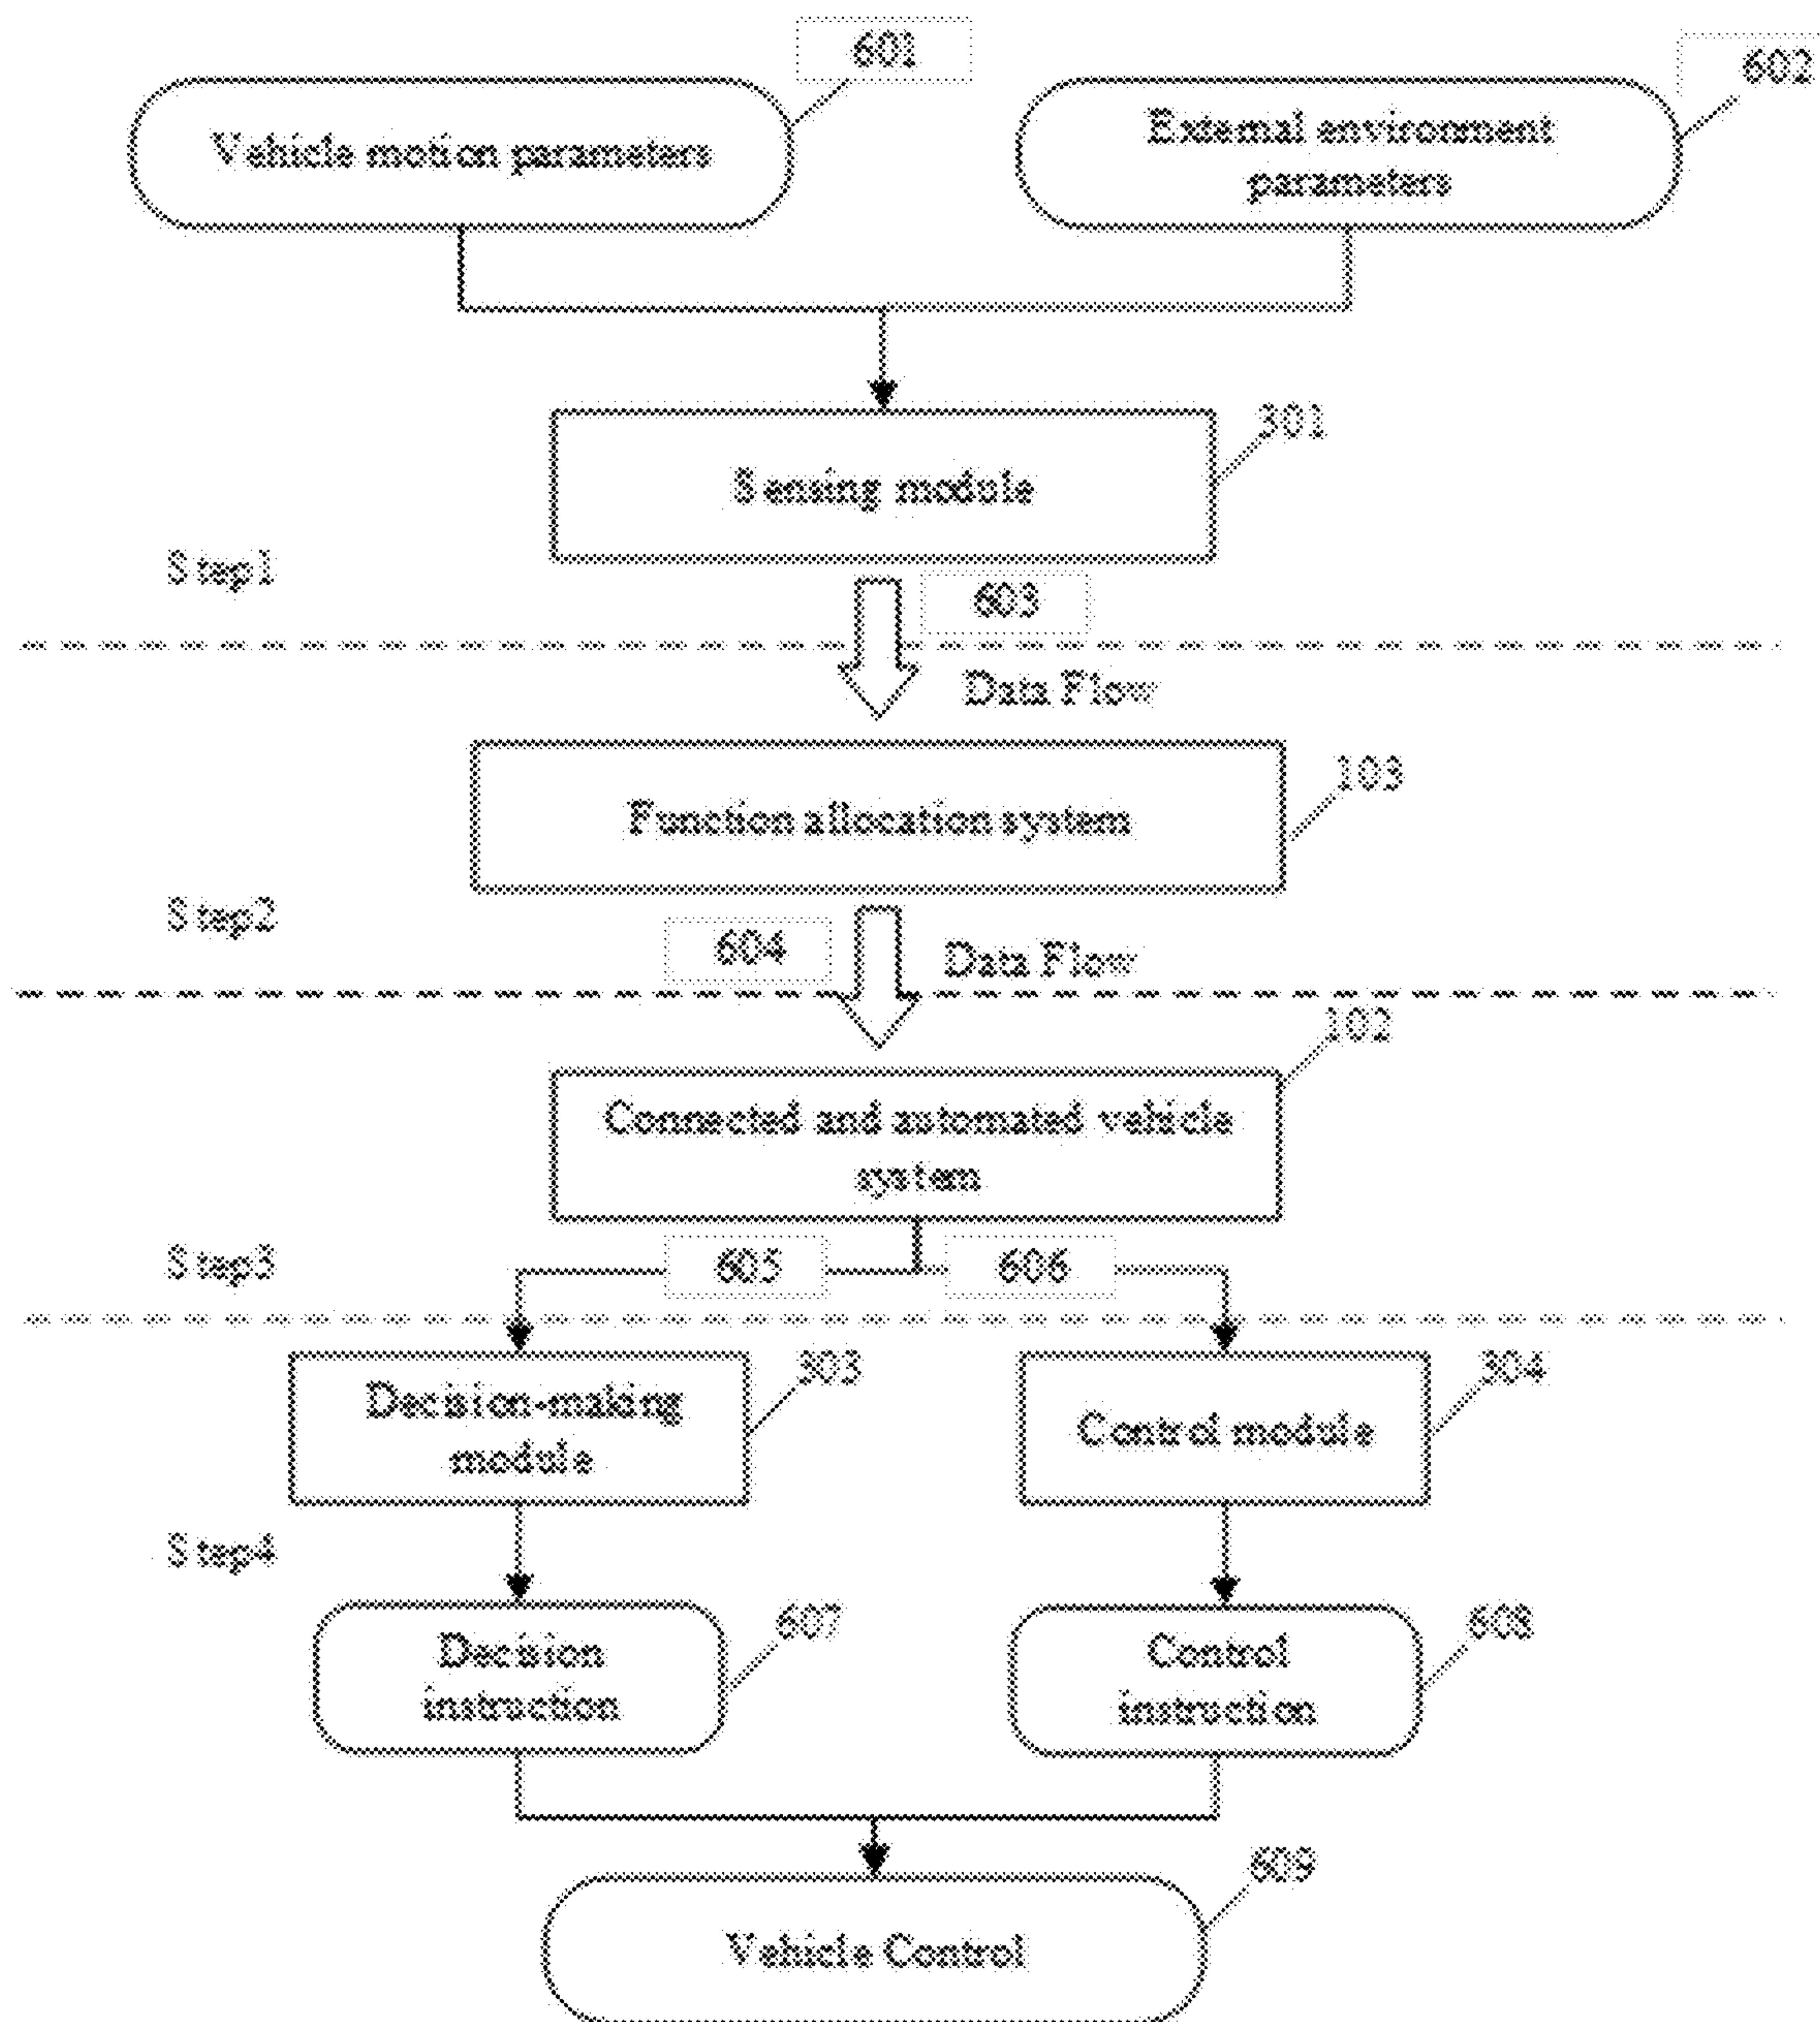 601
602
Vehicle motion parameters
External environment
parameters
301
Sensing module
Step1
603
Data Flow
103
Function allocation system
Step2
604
Data Flow
102
Connected and automated vehicle
system
Step3
605
606
303
304
Decision-making
module
Control module
Step4
607
608
Decision
instruction
Control
instruction
609
Vehicle Control